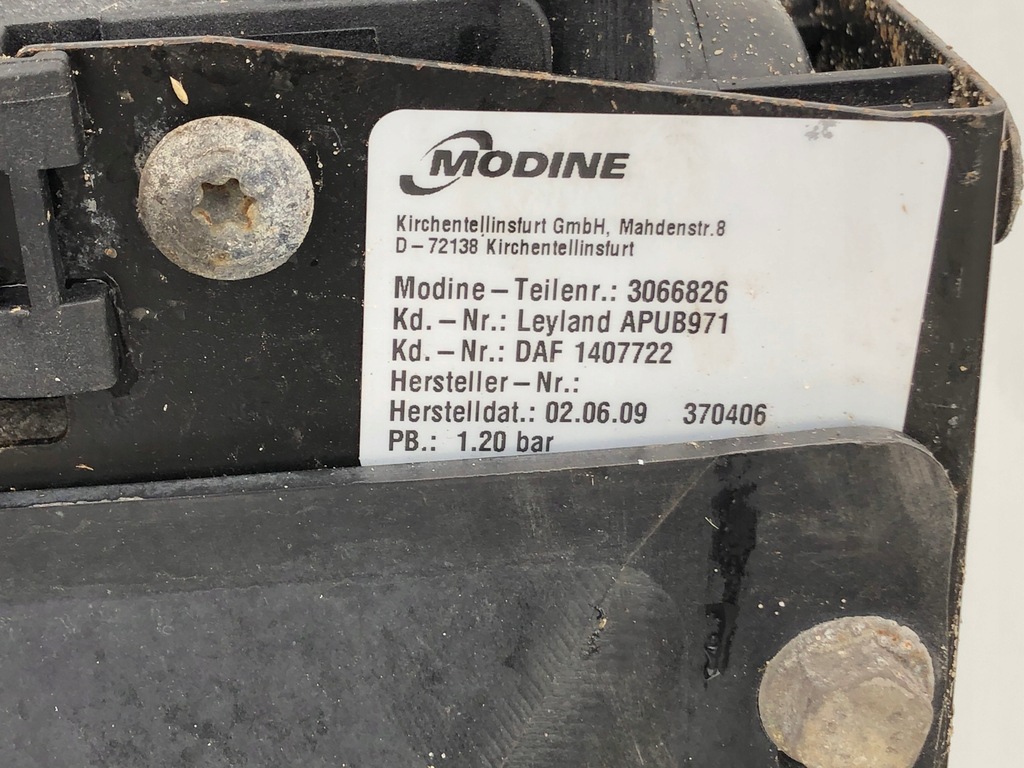 MODINE
Kirchentellinsfurt GmbH, Mahdenstr.8
D-72138 Kirchentellinsfurt
Modine-Teilenr.: 3066826
Kd.-Nr.: Leyland APUB971
Kd.-Nr.: DAF 1407722
Hersteller-Nr.:
Herstelldat.: 02.06.09 370406
PB.: 1.20 bar